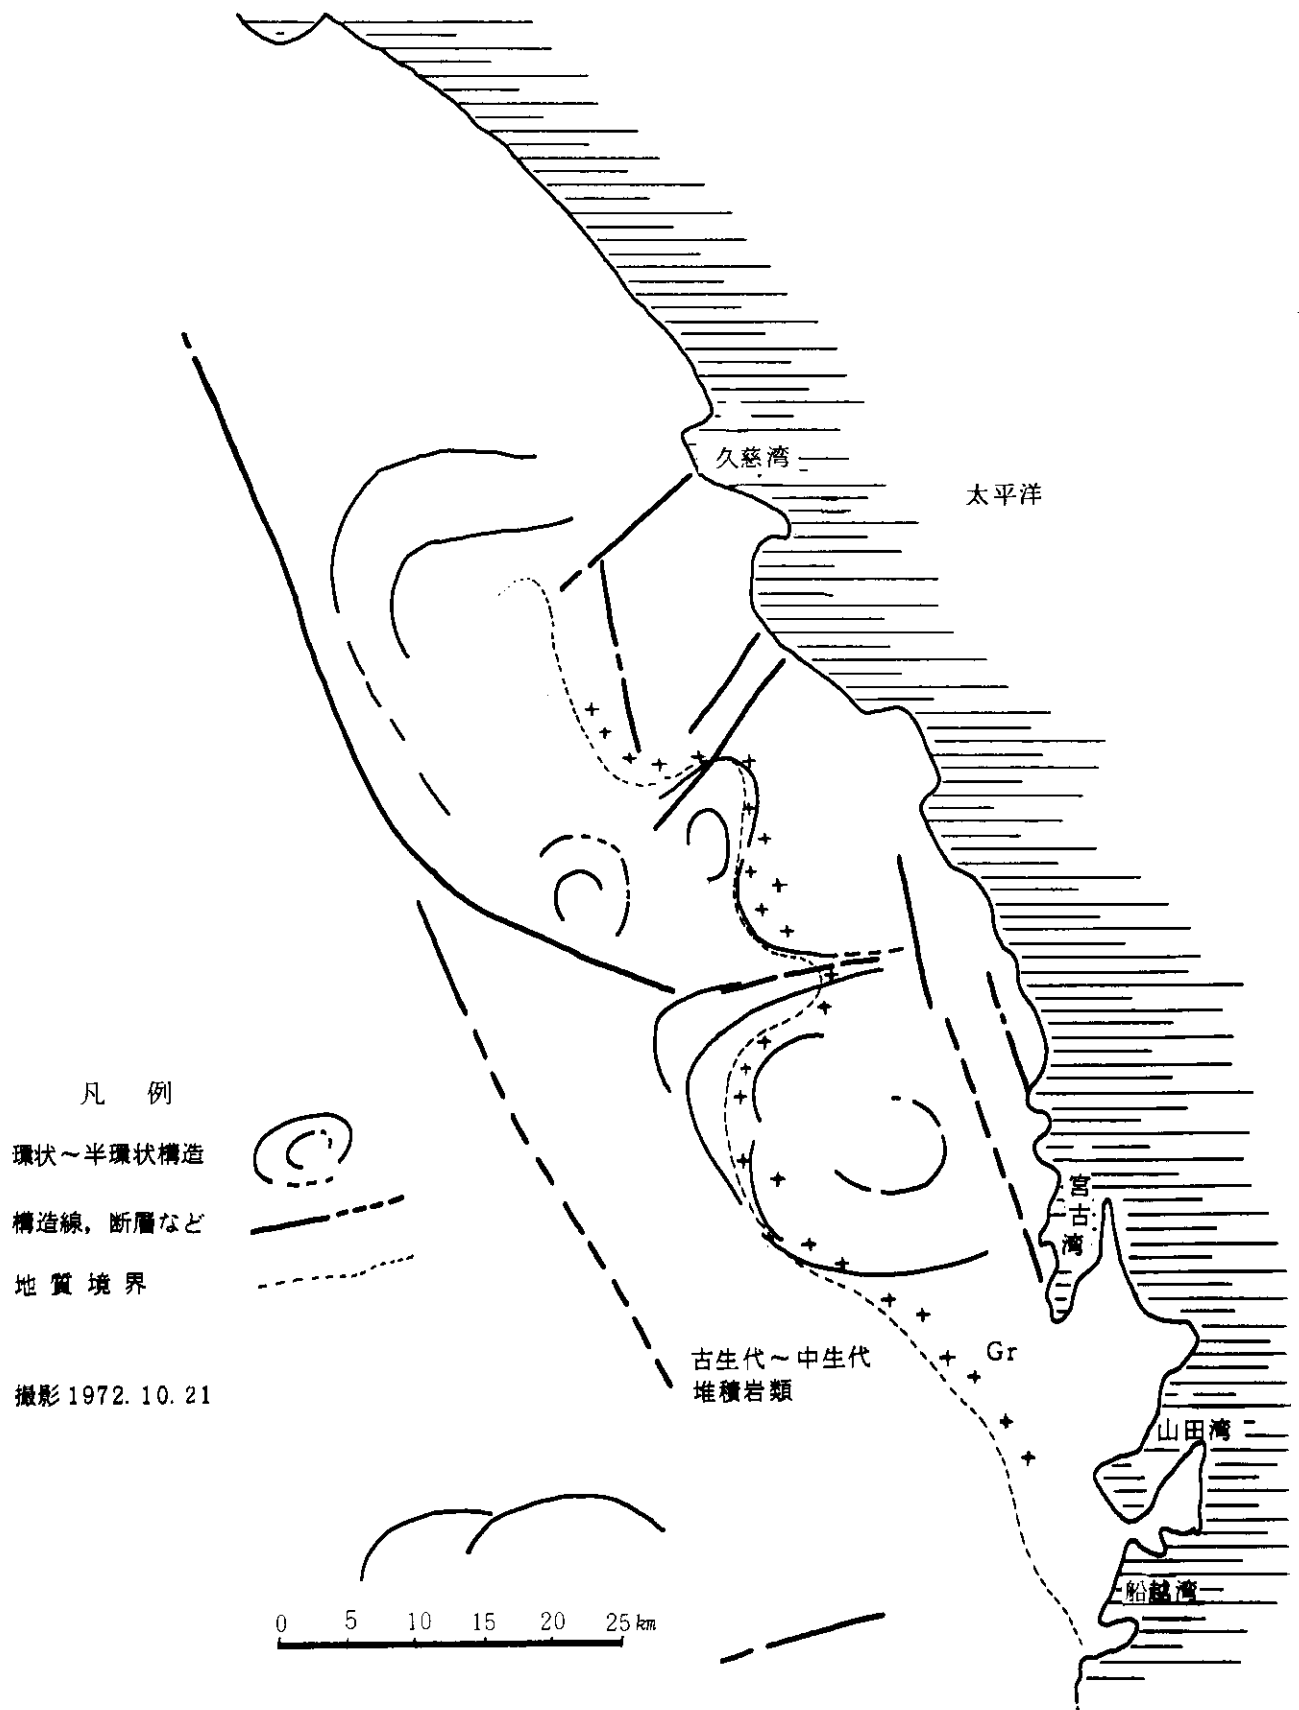 久慈湾
太平洋
凡例
環状～半環状構造
構造線，断層など
地質境界
宮古湾
Gr
古生代～中生代
堆積岩類
撮影 1972.10.21
山田湾
船越湾
0 5 10 15 20 25 km